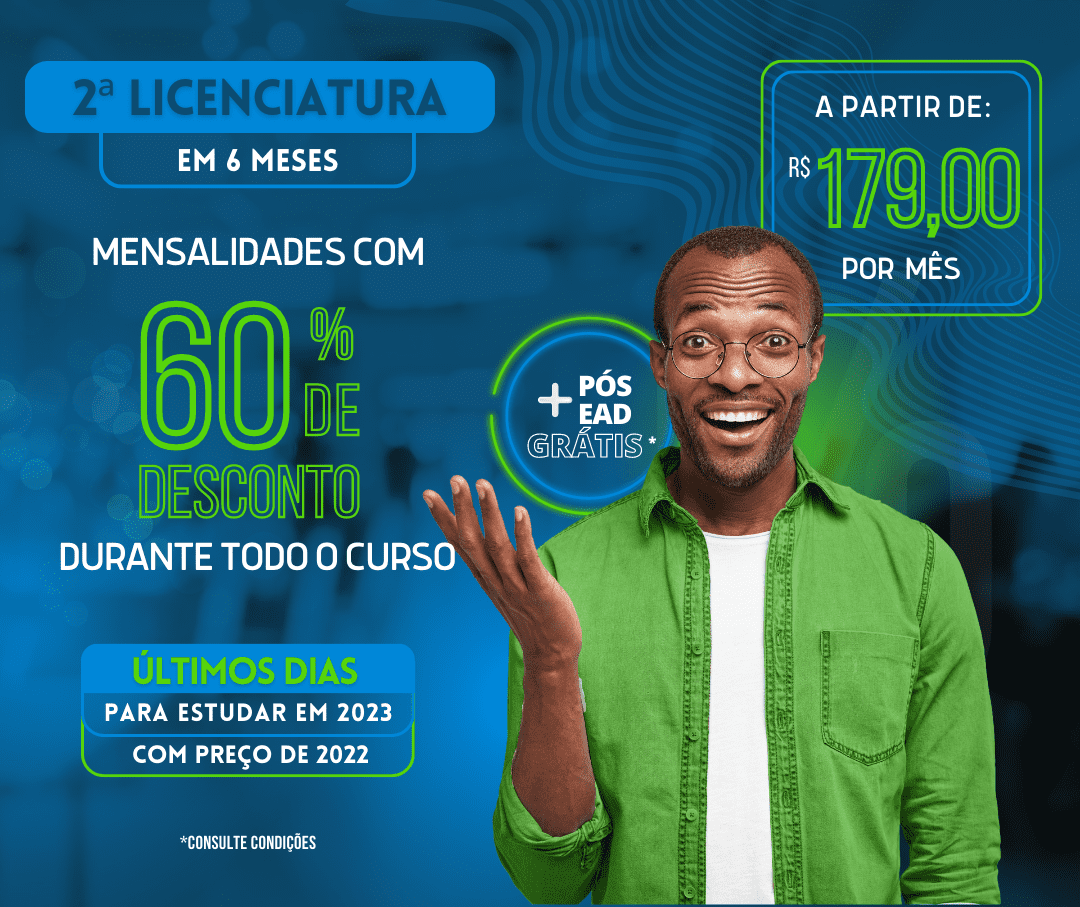 2ª LICENCIATURA
EM 6 MESES
MENSALIDADES COM
60% DE
DESCONTO
DURANTE TODO O CURSO
ÚLTIMOS DIAS
PARA ESTUDAR EM 2023
COM PREÇO DE 2022
*CONSULTE CONDIÇÕES
+ PÓS
EAD
GRÁTIS*
A PARTIR DE:
R$ 179,00
POR MÊS